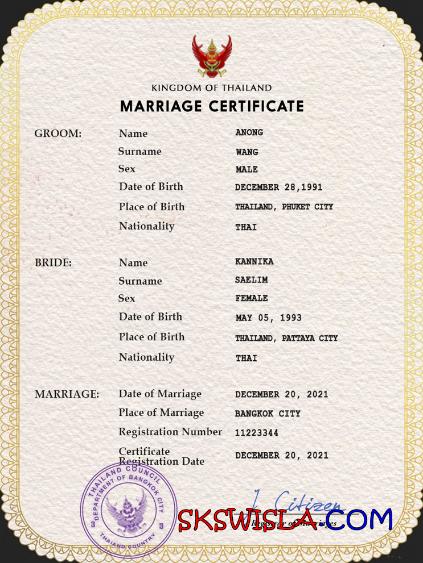 KINGDOM OF THAILAND
MARRIAGE CERTIFICATE
GROOM: Name ANONG
Surname WANG
Sex MALE
Date of Birth DECEMBER 28,1991
Place of Birth THAILAND, PHUKET CITY
Nationality THAI
BRIDE: Name KANNIKA
Surname SAELIM
Sex FEMALE
Date of Birth MAY 05, 1993
Place of Birth THAILAND, PATTAYA CITY
Nationality THAI
MARRIAGE: Date of Marriage DECEMBER 20, 2021
Place of Marriage BANGKOK CITY
Registration Number 11223344
Certificate
Registration Date DECEMBER 20, 2021
THAILAND COUNCIL
DEPARTMENT OF BANGKOK CITY
THAILAND COUNTRY
Citizen
SKSWISLA.COM